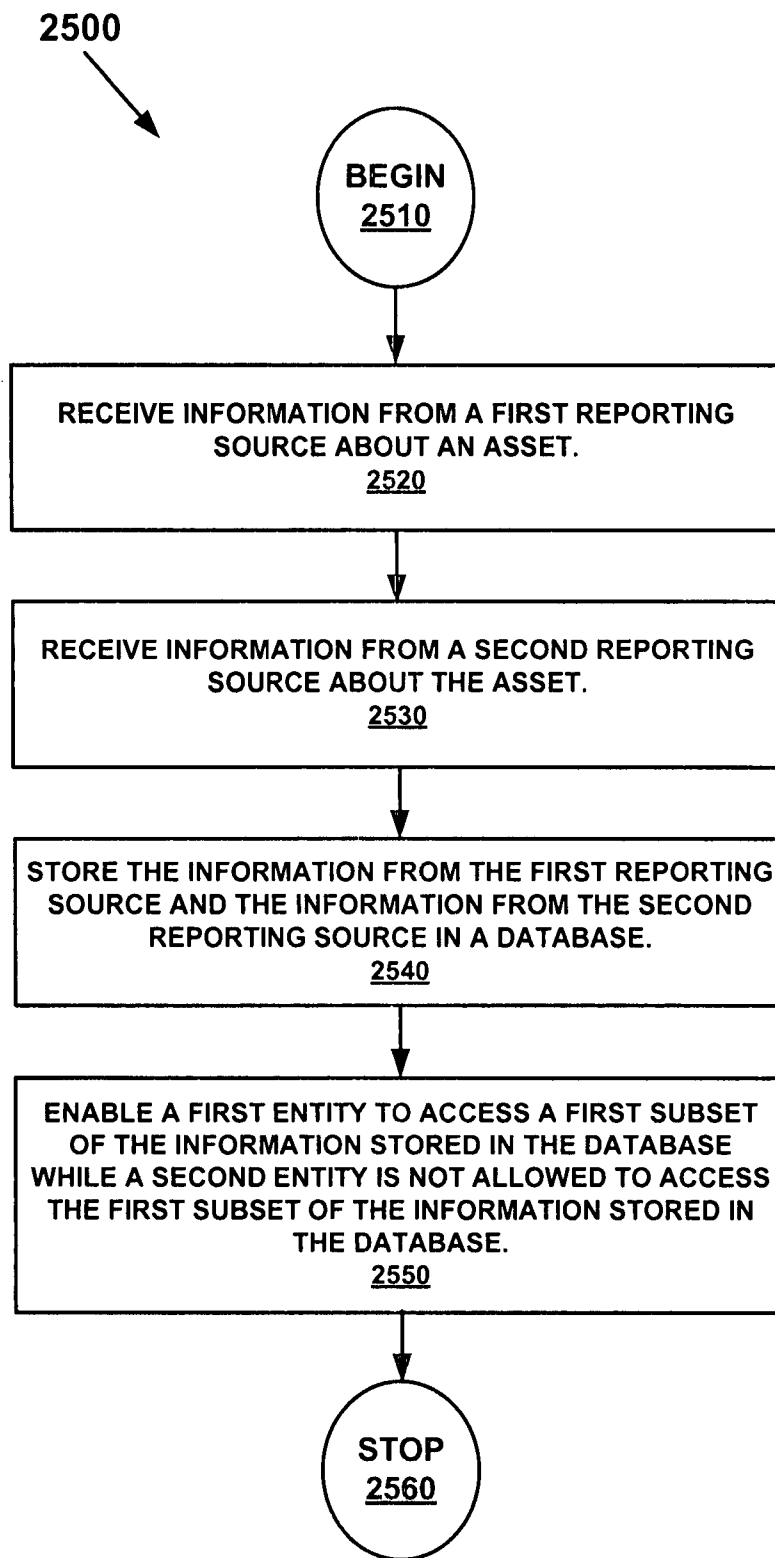 2500
BEGIN
2510
RECEIVE INFORMATION FROM A FIRST REPORTING
SOURCE ABOUT AN ASSET.
2520
RECEIVE INFORMATION FROM A SECOND REPORTING
SOURCE ABOUT THE ASSET.
2530
STORE THE INFORMATION FROM THE FIRST REPORTING
SOURCE AND THE INFORMATION FROM THE SECOND
REPORTING SOURCE IN A DATABASE.
2540
ENABLE A FIRST ENTITY TO ACCESS A FIRST SUBSET
OF THE INFORMATION STORED IN THE DATABASE
WHILE A SECOND ENTITY IS NOT ALLOWED TO ACCESS
THE FIRST SUBSET OF THE INFORMATION STORED IN
THE DATABASE.
2550
STOP
2560